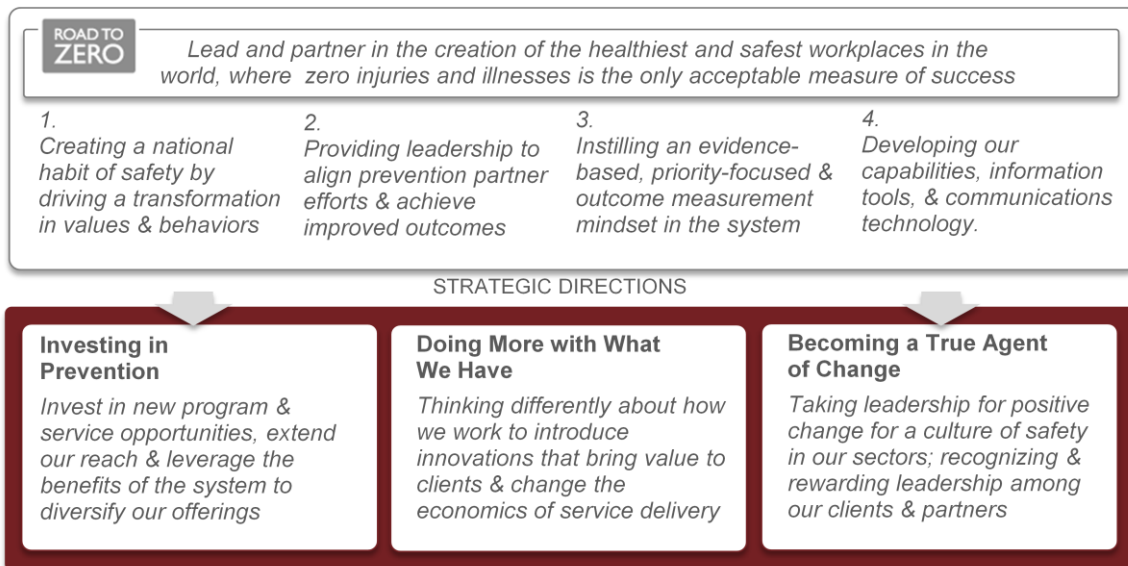 ROAD TO
ZERO
Lead and partner in the creation of the healthiest and safest workplaces in the
world, where zero injuries and illnesses is the only acceptable measure of success
1.
Creating a national
habit of safety by
driving a transformation
in values & behaviors
2.
Providing leadership to
align prevention partner
efforts & achieve
improved outcomes
3.
Instilling an evidence-
based, priority-focused &
outcome measurement
mindset in the system
4.
Developing our
capabilities, information
tools, & communications
technology.
STRATEGIC DIRECTIONS
Investing in
Prevention
Invest in new program &
service opportunities, extend
our reach & leverage the
benefits of the system to
diversify our offerings
Doing More with What
We Have
Thinking differently about how
we work to introduce
innovations that bring value to
clients & change the
economics of service delivery
Becoming a True Agent
of Change
Taking leadership for positive
change for a culture of safety
in our sectors; recognizing &
rewarding leadership among
our clients & partners